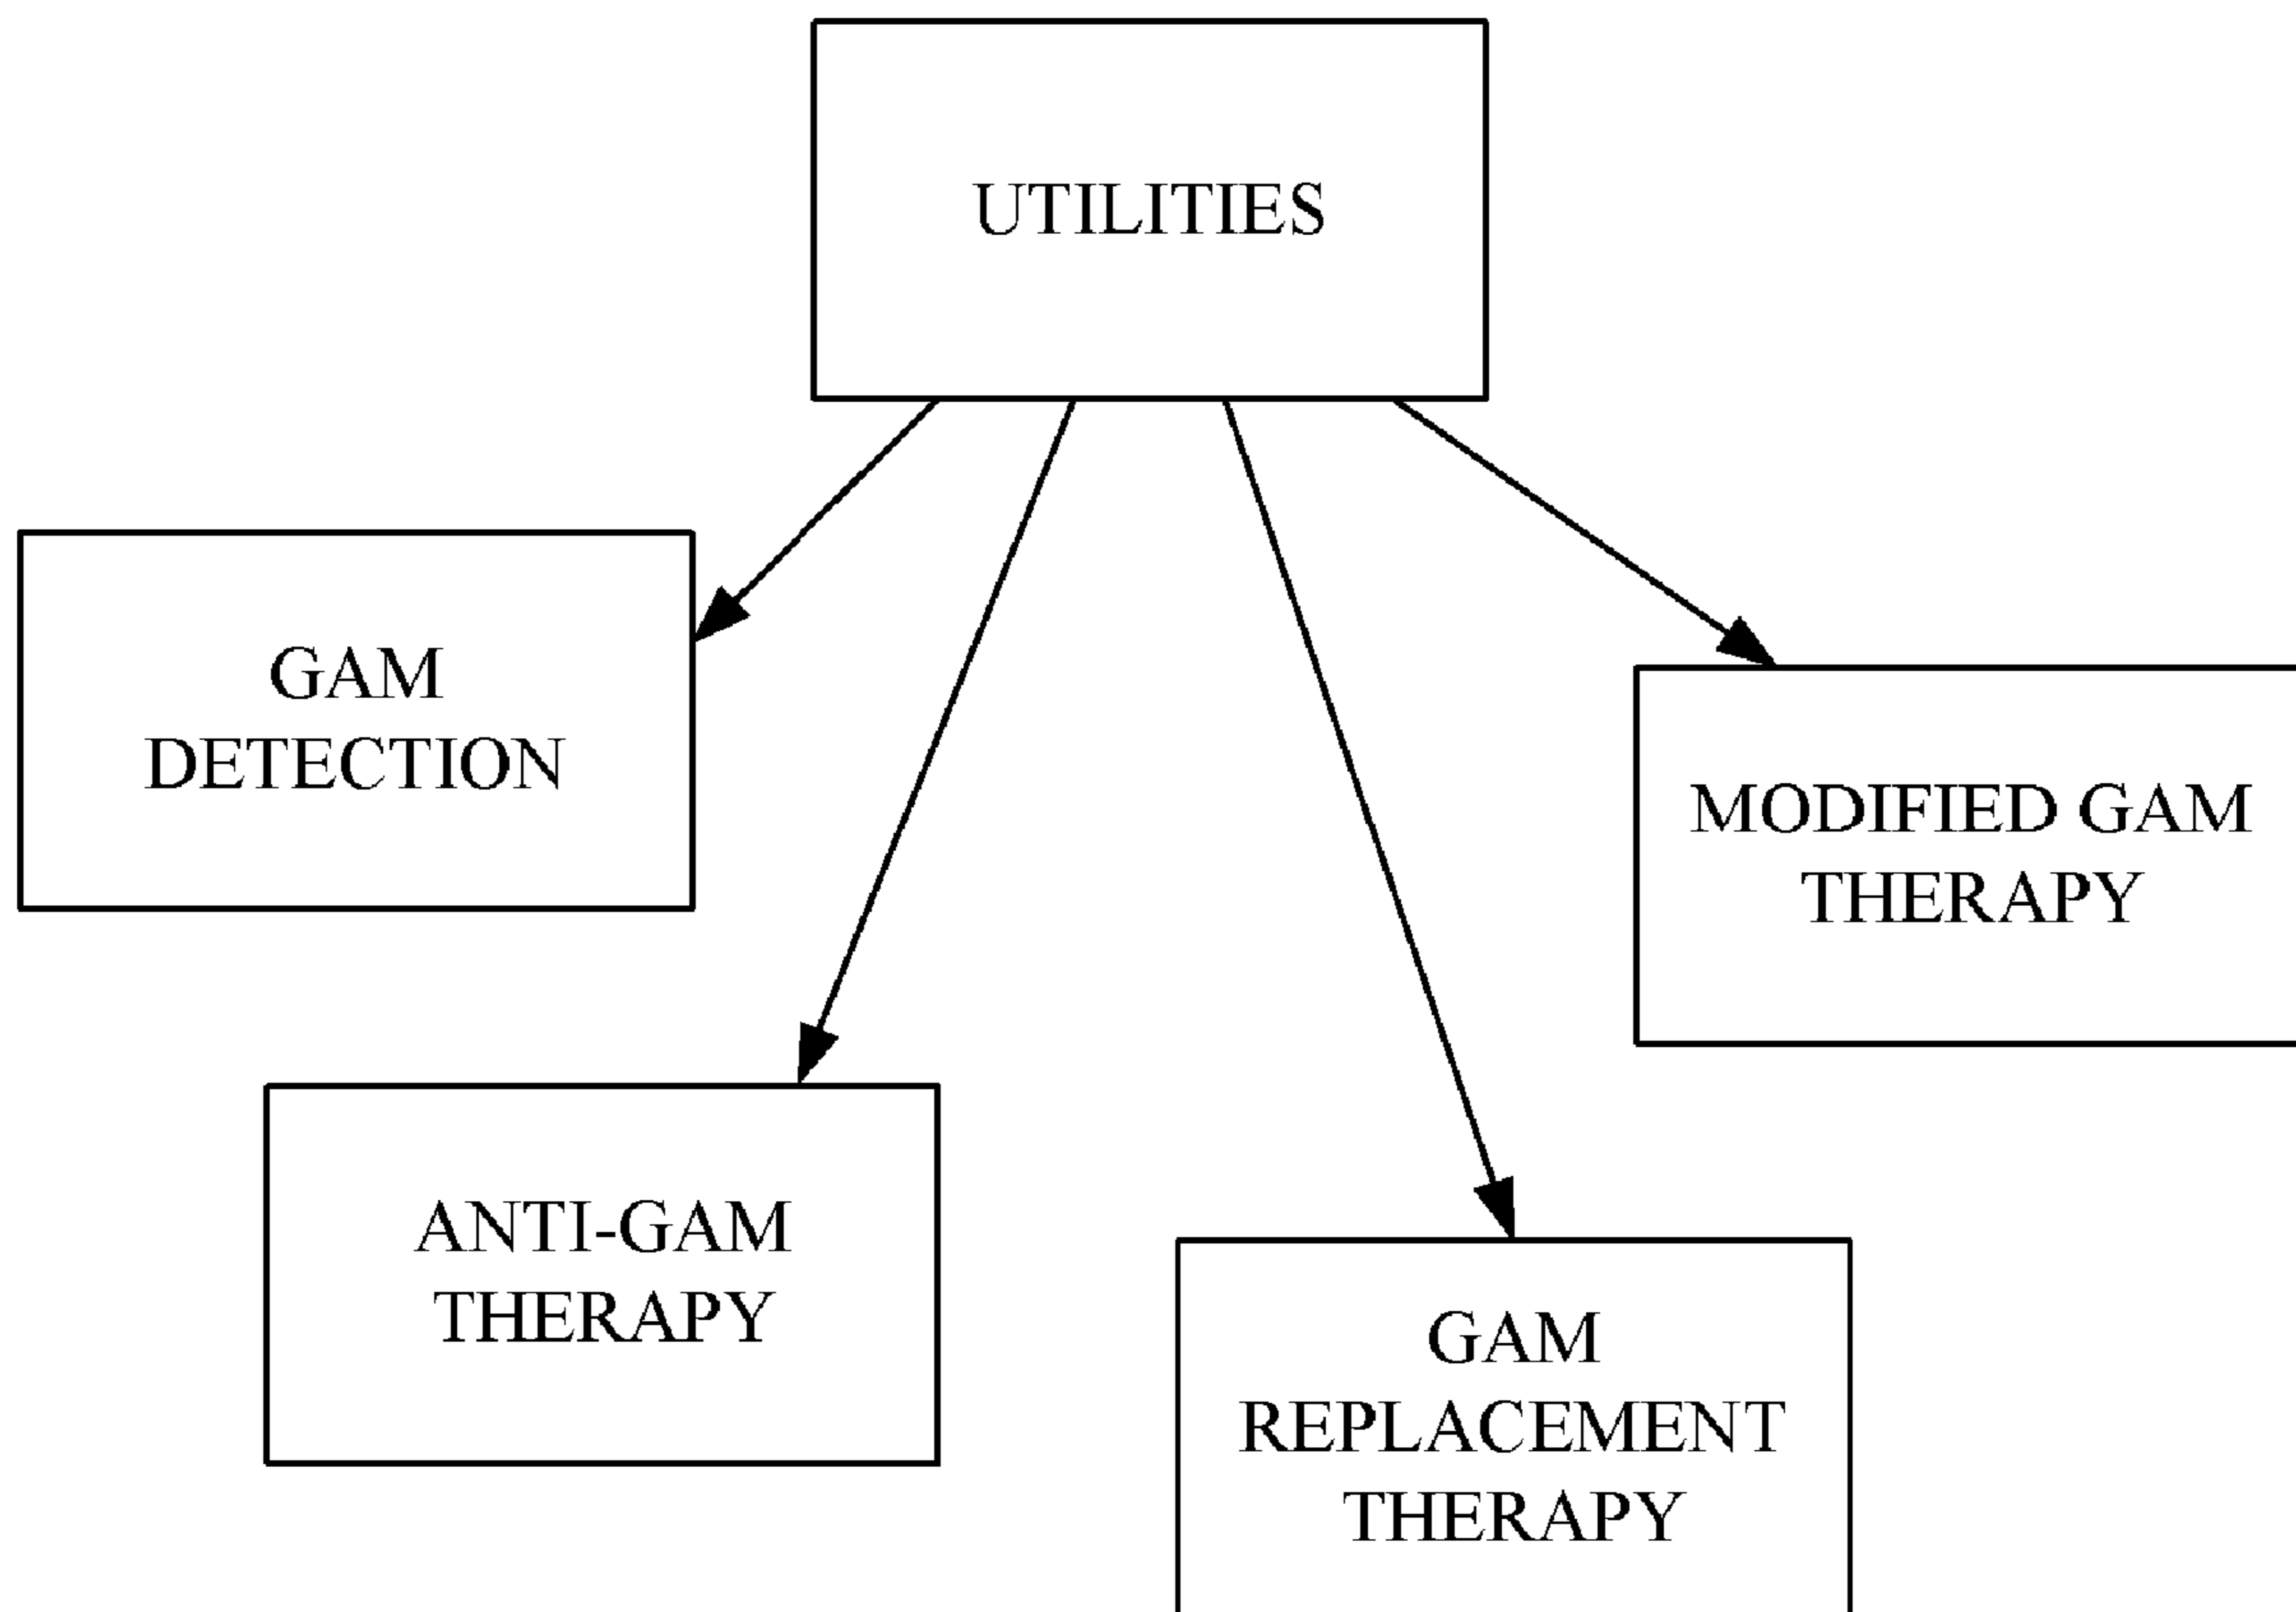 UTILITIES
GAM
DETECTION
MODIFIED GAM
THERAPY
ANTI-GAM
THERAPY
GAM
REPLACEMENT
THERAPY